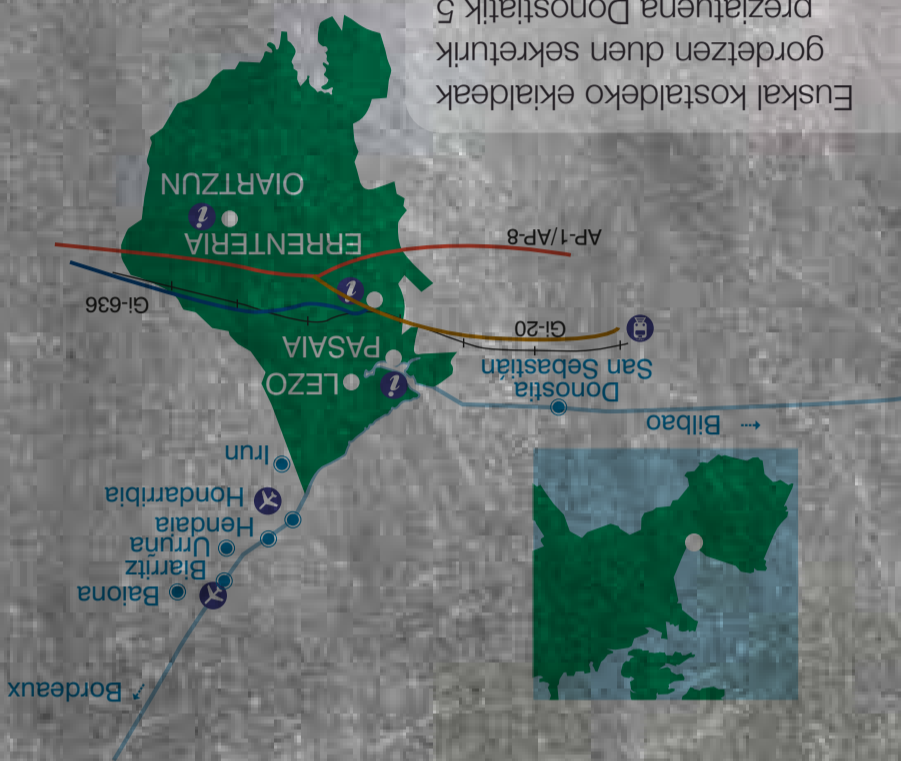 Bordeaux
Baiona
Biarritz
Urruña
Hendaia
Hondarribia
Irun
Bilbao
Donostia
San Sebastián
LEZO
PASAIA
Gi-20
Gi-636
AP-1/AP-8
ERRENTERIA
OIARTZUN
Euskal kostaldeko ekialdeak
gordetzen duen sekreturik
preziatuena Donostiatik 5